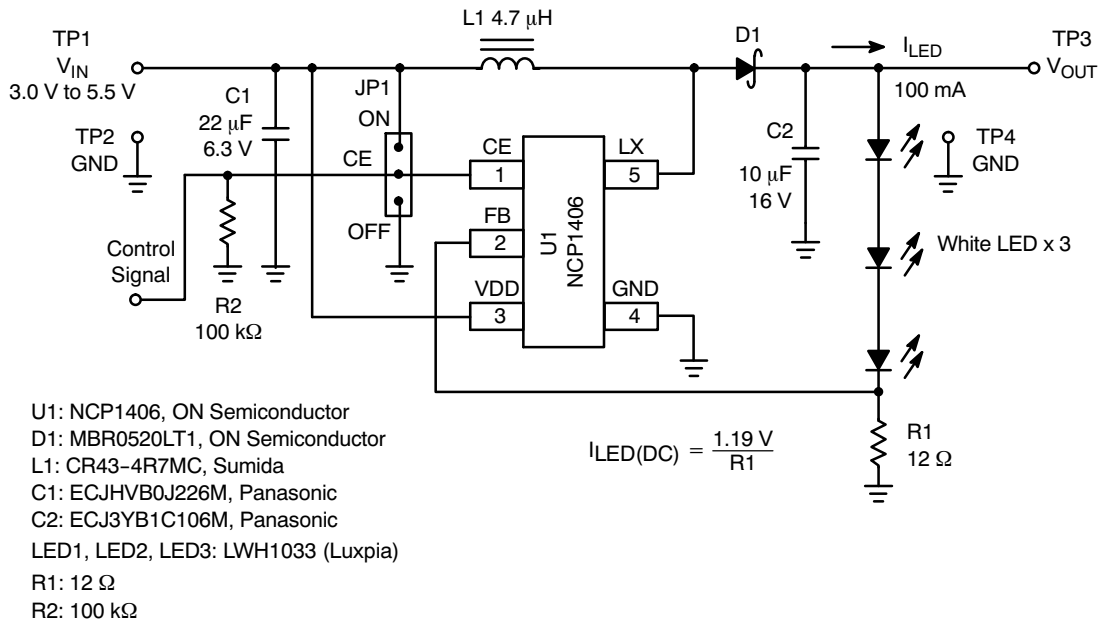 L1 4.7 μH
TP1
VIN
3.0 V to 5.5 V
TP2
GND
C1
22 μF
6.3 V
JP1
ON
CE
OFF
Control
Signal
R2
100 kΩ
CE
1
FB
2
VDD
3
U1
NCP1406
LX
5
GND
4
D1
ILED
100 mA
TP3
VOUT
C2
10 μF
16 V
TP4
GND
White LED x 3
R1
12 Ω
ILED(DC) = 1.19 V / R1
U1: NCP1406, ON Semiconductor
D1: MBR0520LT1, ON Semiconductor
L1: CR43-4R7MC, Sumida
C1: ECJHVB0J226M, Panasonic
C2: ECJ3YB1C106M, Panasonic
LED1, LED2, LED3: LWH1033 (Luxpia)
R1: 12 Ω
R2: 100 kΩ